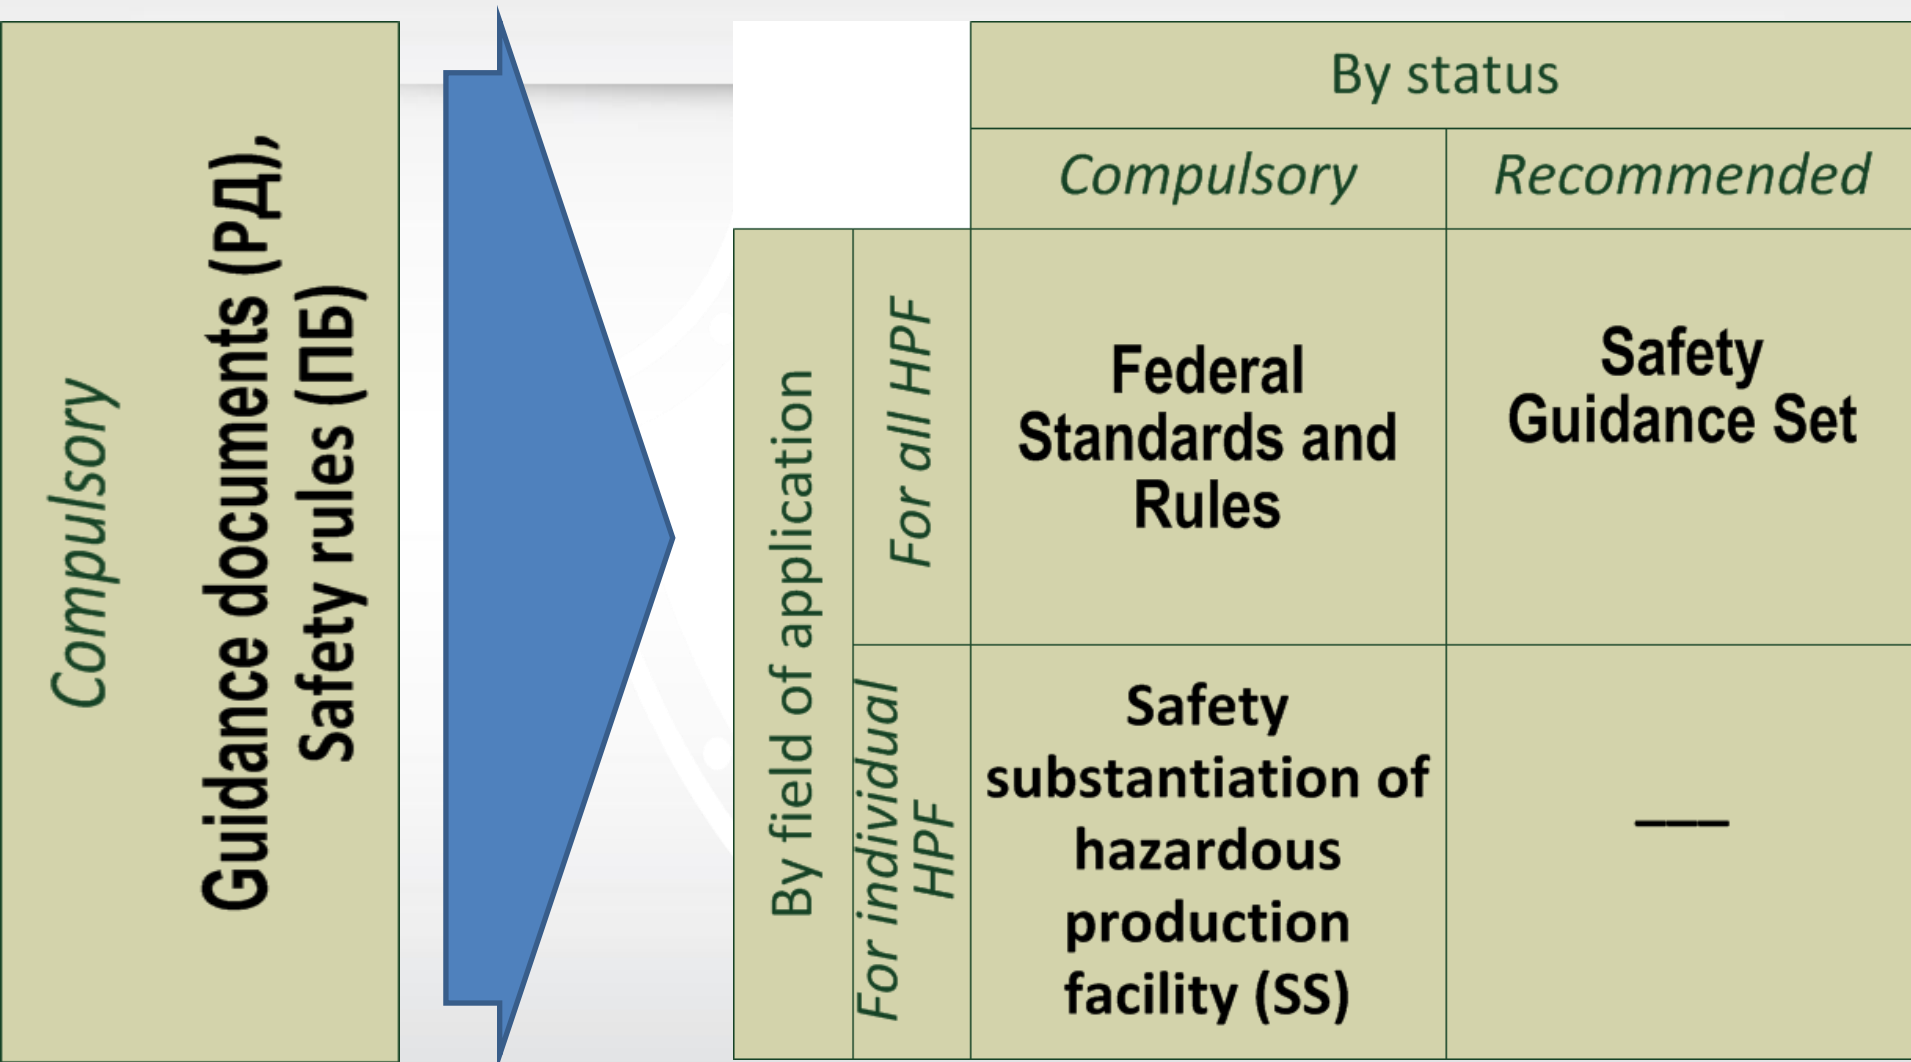 Compulsory
Guidance documents (РД),
Safety rules (ПБ)
By status
Compulsory
Recommended
By field of application
For all HPF
Federal
Standards and
Rules
Safety
Guidance Set
For individual
HPF
Safety
substantiation of
hazardous
production
facility (SS)